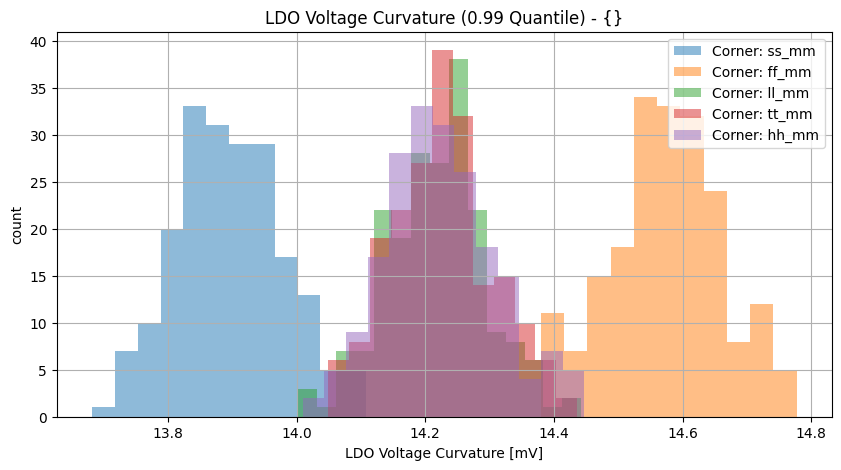 LDO Voltage Curvature (0.99 Quantile) - {}
40
35
30
25
20
15
10
5
0
count
Corner: ss_mm
Corner: ff_mm
Corner: ll_mm
Corner: tt_mm
Corner: hh_mm
13.8
14.0
14.2
14.4
14.6
14.8
LDO Voltage Curvature [mV]